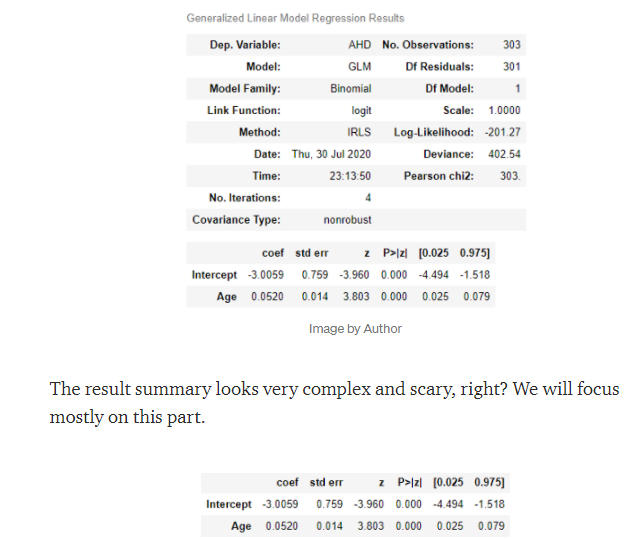 Generalized Linear Model Regression Results
Dep. Variable: AHD No. Observations: 303
Model: GLM Df Residuals: 301
Model Family: Binomial Df Model: 1
Link Function: logit Scale: 1.0000
Method: IRLS Log-Likelihood: -201.27
Date: Thu, 30 Jul 2020 Deviance: 402.54
Time: 23:13:50 Pearson chi2: 303.
No. Iterations: 4
Covariance Type: nonrobust
coef std err z P>|z| [0.025 0.975]
Intercept -3.0059 0.759 -3.960 0.000 -4.494 -1.518
Age 0.0520 0.014 3.803 0.000 0.025 0.079
Image by Author
The result summary looks very complex and scary, right? We will focus
mostly on this part.
coef std err z P>|z| [0.025 0.975]
Intercept -3.0059 0.759 -3.960 0.000 -4.494 -1.518
Age 0.0520 0.014 3.803 0.000 0.025 0.079